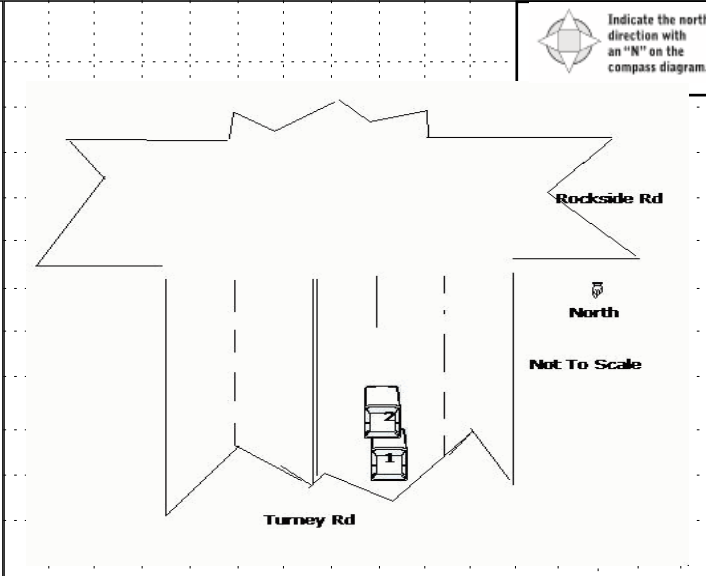 Indicate the north
direction with
an "N" on the
compass diagram.
Rockside Rd
North
Not To Scale
2
1
Turney Rd